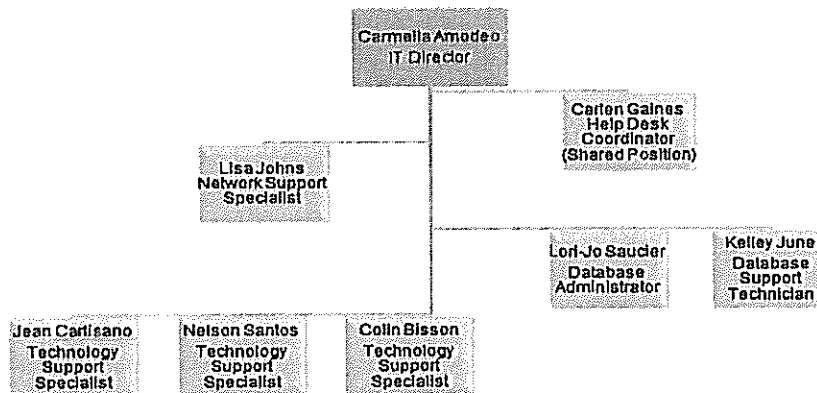 Carmella Amodeo
IT Director
Carlen Gaines
Help Desk
Coordinator
(Shared Position)
Lisa Johns
Network Support
Specialist
Lori-Jo Saucier
Database
Administrator
Kelley June
Database
Support
Technician
Jean Cartisano
Technology
Support
Specialist
Nelson Santos
Technology
Support
Specialist
Colin Bisson
Technology
Support
Specialist